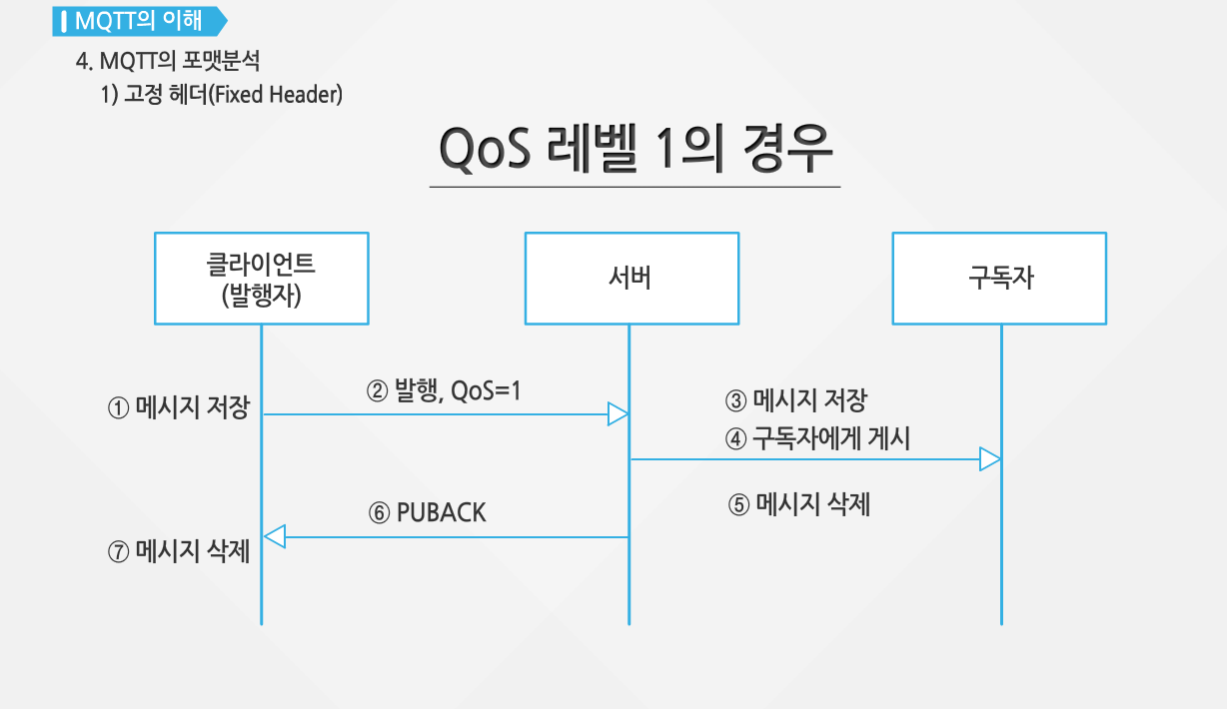 MQTT의 이해
4. MQTT의 포맷분석
1) 고정 헤더(Fixed Header)
QoS 레벨 1의 경우
클라이언트
(발행자)
서버
구독자
① 메시지 저장
② 발행, QoS=1
③ 메시지 저장
④ 구독자에게 게시
⑤ 메시지 삭제
⑥ PUBACK
⑦ 메시지 삭제